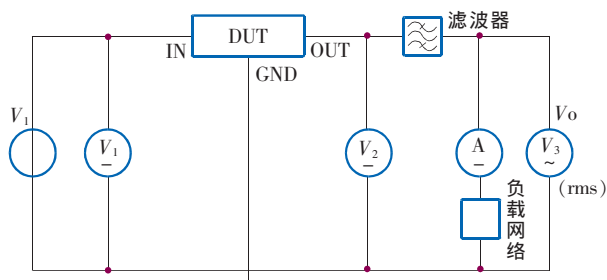 滤波器
DUT
IN
OUT
GND
V1
V1
–
V2
–
A
–
Vo
V3
~
(rms)
负载网络